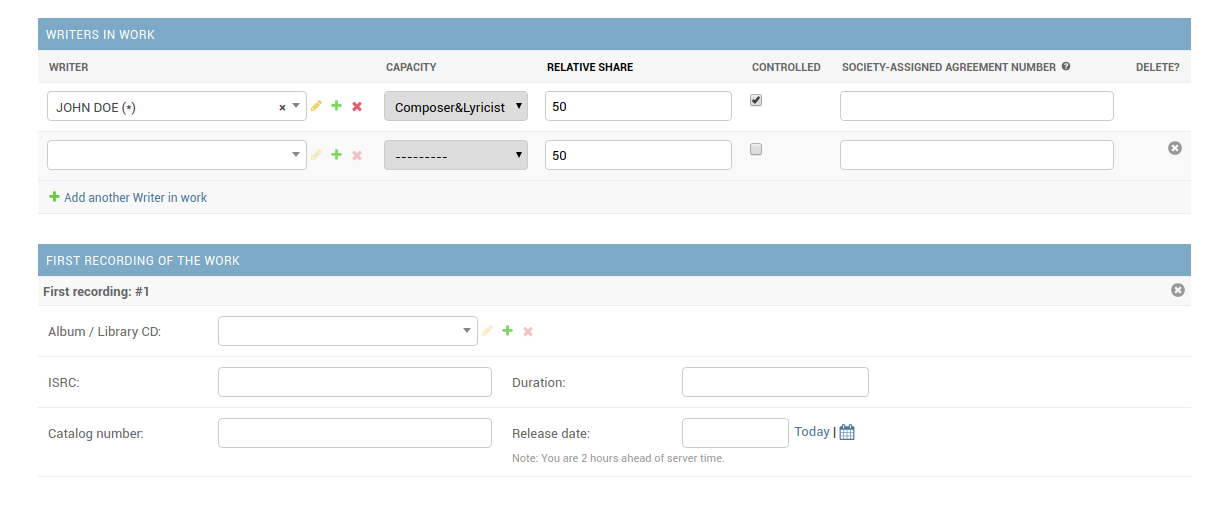 WRITERS IN WORK
WRITER CAPACITY RELATIVE SHARE CONTROLLED SOCIETY-ASSIGNED AGREEMENT NUMBER ? DELETE?
JOHN DOE (*) × Composer&Lyricist 50
--------- 50
+ Add another Writer in work
FIRST RECORDING OF THE WORK
First recording: #1
Album / Library CD:
ISRC: Duration:
Catalog number: Release date: Today |
Note: You are 2 hours ahead of server time.